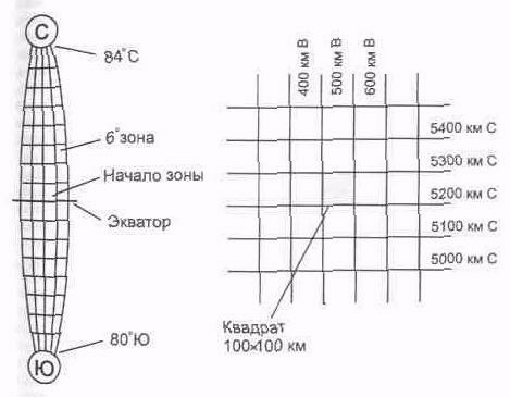 С
84°С
6°зона
Начало зоны
Экватор
80°Ю
Ю
400 км В
500 км В
600 км В
5400 км С
5300 км С
5200 км С
5100 км С
5000 км С
Квадрат
100×100 км